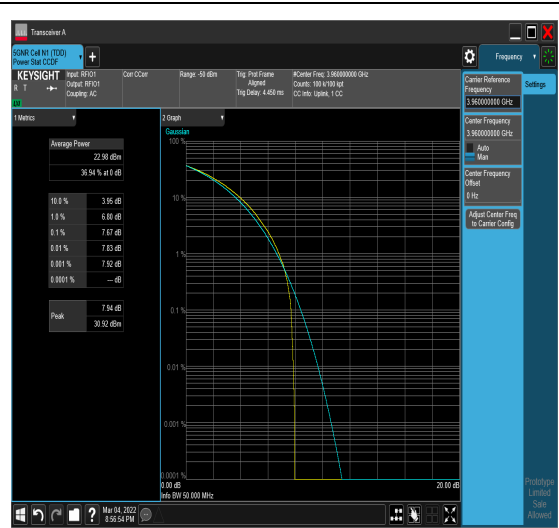 Transceiver A
5GNR Cell N1 (TDD)
Power Stat CCDF
Frequency
KEYSIGHT
R T
LVI
Input: RFIO1
Output: RFIO1
Coupling: AC
Corr CCorr
Range: -50 dBm
Trig: Prot Frame
Aligned
Trig Delay: 4.450 ms
#Center Freq: 3.960000000 GHz
Counts: 100 k/100 kpt
CC Info: Uplink, 1 CC
Carrier Reference
Frequency
3.960000000 GHz
Settings
Center Frequency
3.960000000 GHz
Auto
Man
Center Frequency
Offset
0 Hz
Adjust Center Freq
to Carrier Config
1 Metrics
Average Power
22.98 dBm
36.94 % at 0 dB
10.0 % 3.95 dB
1.0 % 6.80 dB
0.1 % 7.67 dB
0.01 % 7.83 dB
0.001 % 7.92 dB
0.0001 % --- dB
Peak 7.94 dB
30.92 dBm
2 Graph
Gaussian
100 %
10 %
1 %
0.1 %
0.01 %
0.001 %
0.0001 %
0.00 dB 20.00 dB
Info BW 50.000 MHz
Mar 04, 2022
8:56:54 PM
Prototype
Limited
Sale
Allowed